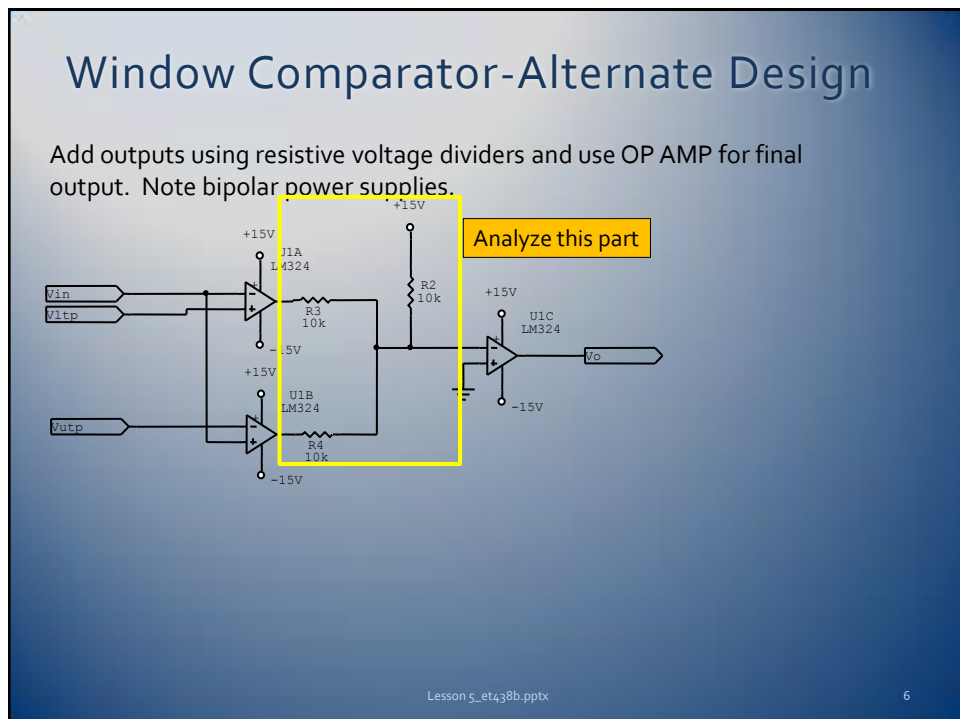 Window Comparator-Alternate Design
Add outputs using resistive voltage dividers and use OP AMP for final
output.  Note bipolar power supplies.
+15V
Analyze this part
+15V
U1A
LM324
Vin
Vltp
R3
10k
-15V
R2
10k
+15V
U1C
LM324
Vo
-15V
+15V
U1B
LM324
Vutp
R4
10k
-15V
Lesson 5_et438b.pptx
6